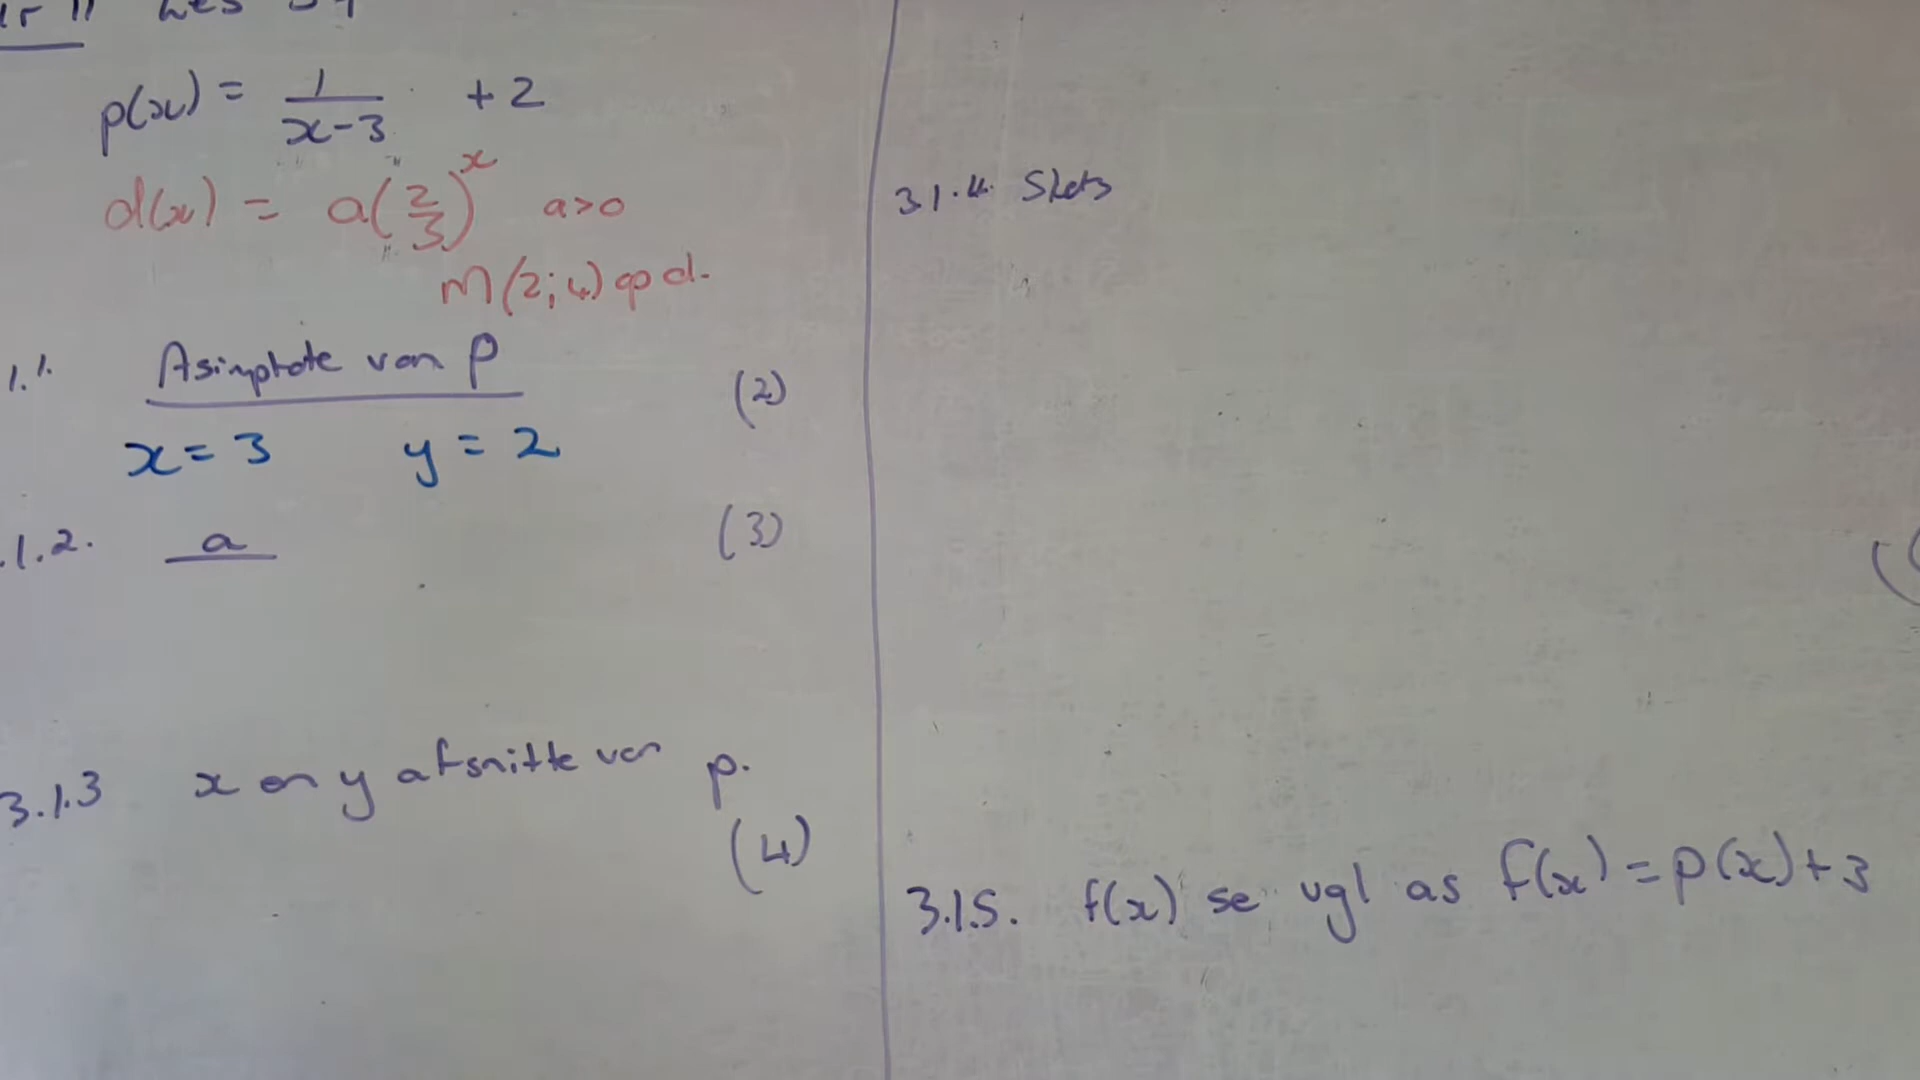 p(x) = 1/(x-3) + 2
d(x) = a(2/3)^x a>0
M(2;4) op d.
1.1. Asimptote van p (2)
x = 3 y = 2
.1.2. a (3)
3.1.3 x en y afsnitte van p.
(4)
3.1.4. Skets
3.1.5. f(x) se vgl as f(x) = p(x) + 3